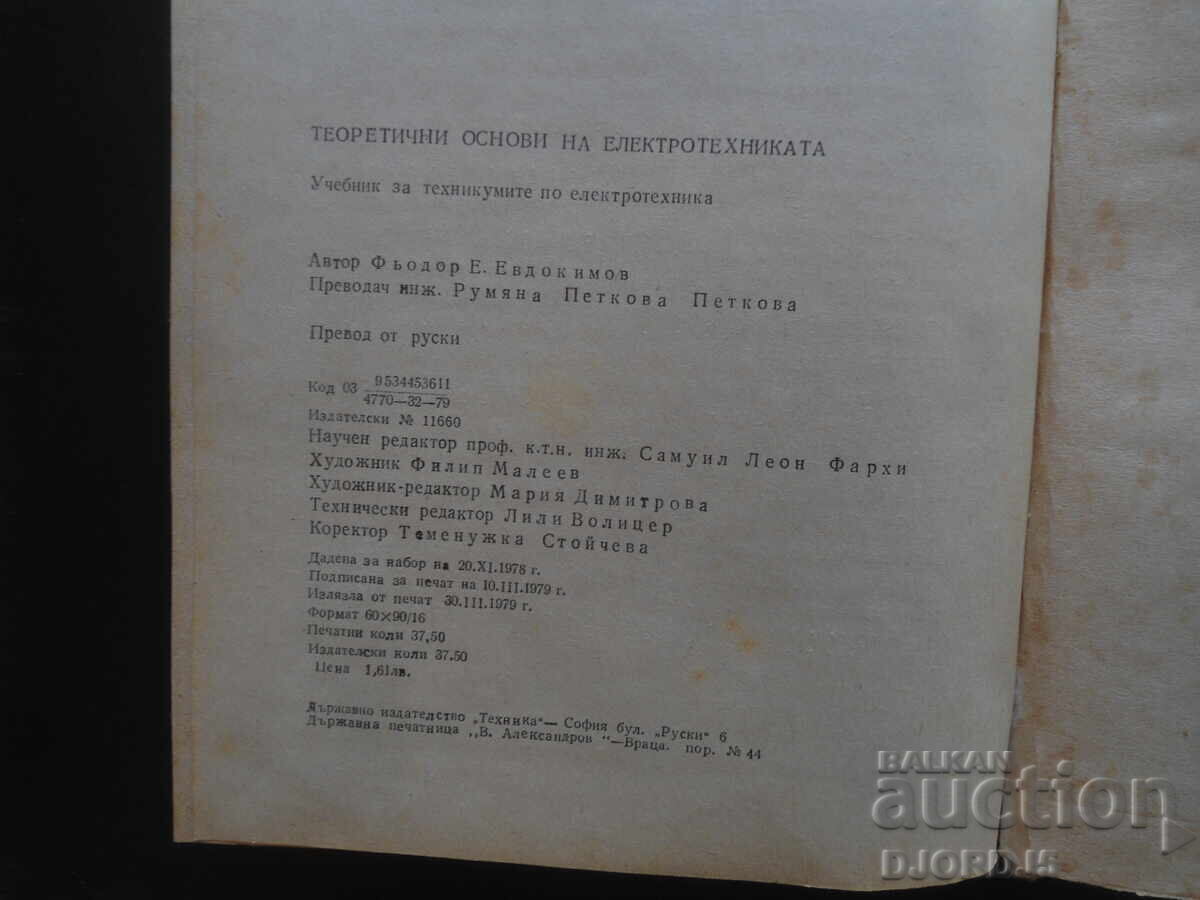 ТЕОРЕТИЧНИ ОСНОВИ НА ЕЛЕКТРОТЕХНИКАТА
Учебник за техникумите по електротехника
Автор Фьодор Е. Евдокимов
Преводач инж. Румяна Петкова Петкова
Превод от руски
Код 03 9534453611
4770—32—79
Издателски № 11660
Научен редактор проф. к.т.н. инж. Самуил Леон Фархи
Художник Филип Малеев
Художник-редактор Мария Димитрова
Технически редактор Лили Волицер
Коректор Теменужка Стойчева
Дадена за набор на 20.XI.1978 г.
Подписана за печат на 10.III.1979 г.
Излязла от печат 30.III.1979 г.
Формат 60×90/16
Печатни коли 37,50
Издателски коли 37.50
Цена 1,61лв.
Държавно издателство „Техника“— София бул. „Руски“ 6
Държавна печатница „В. Александров “—Враца. пор. № 44
BALKAN
auction
DJORDJ5